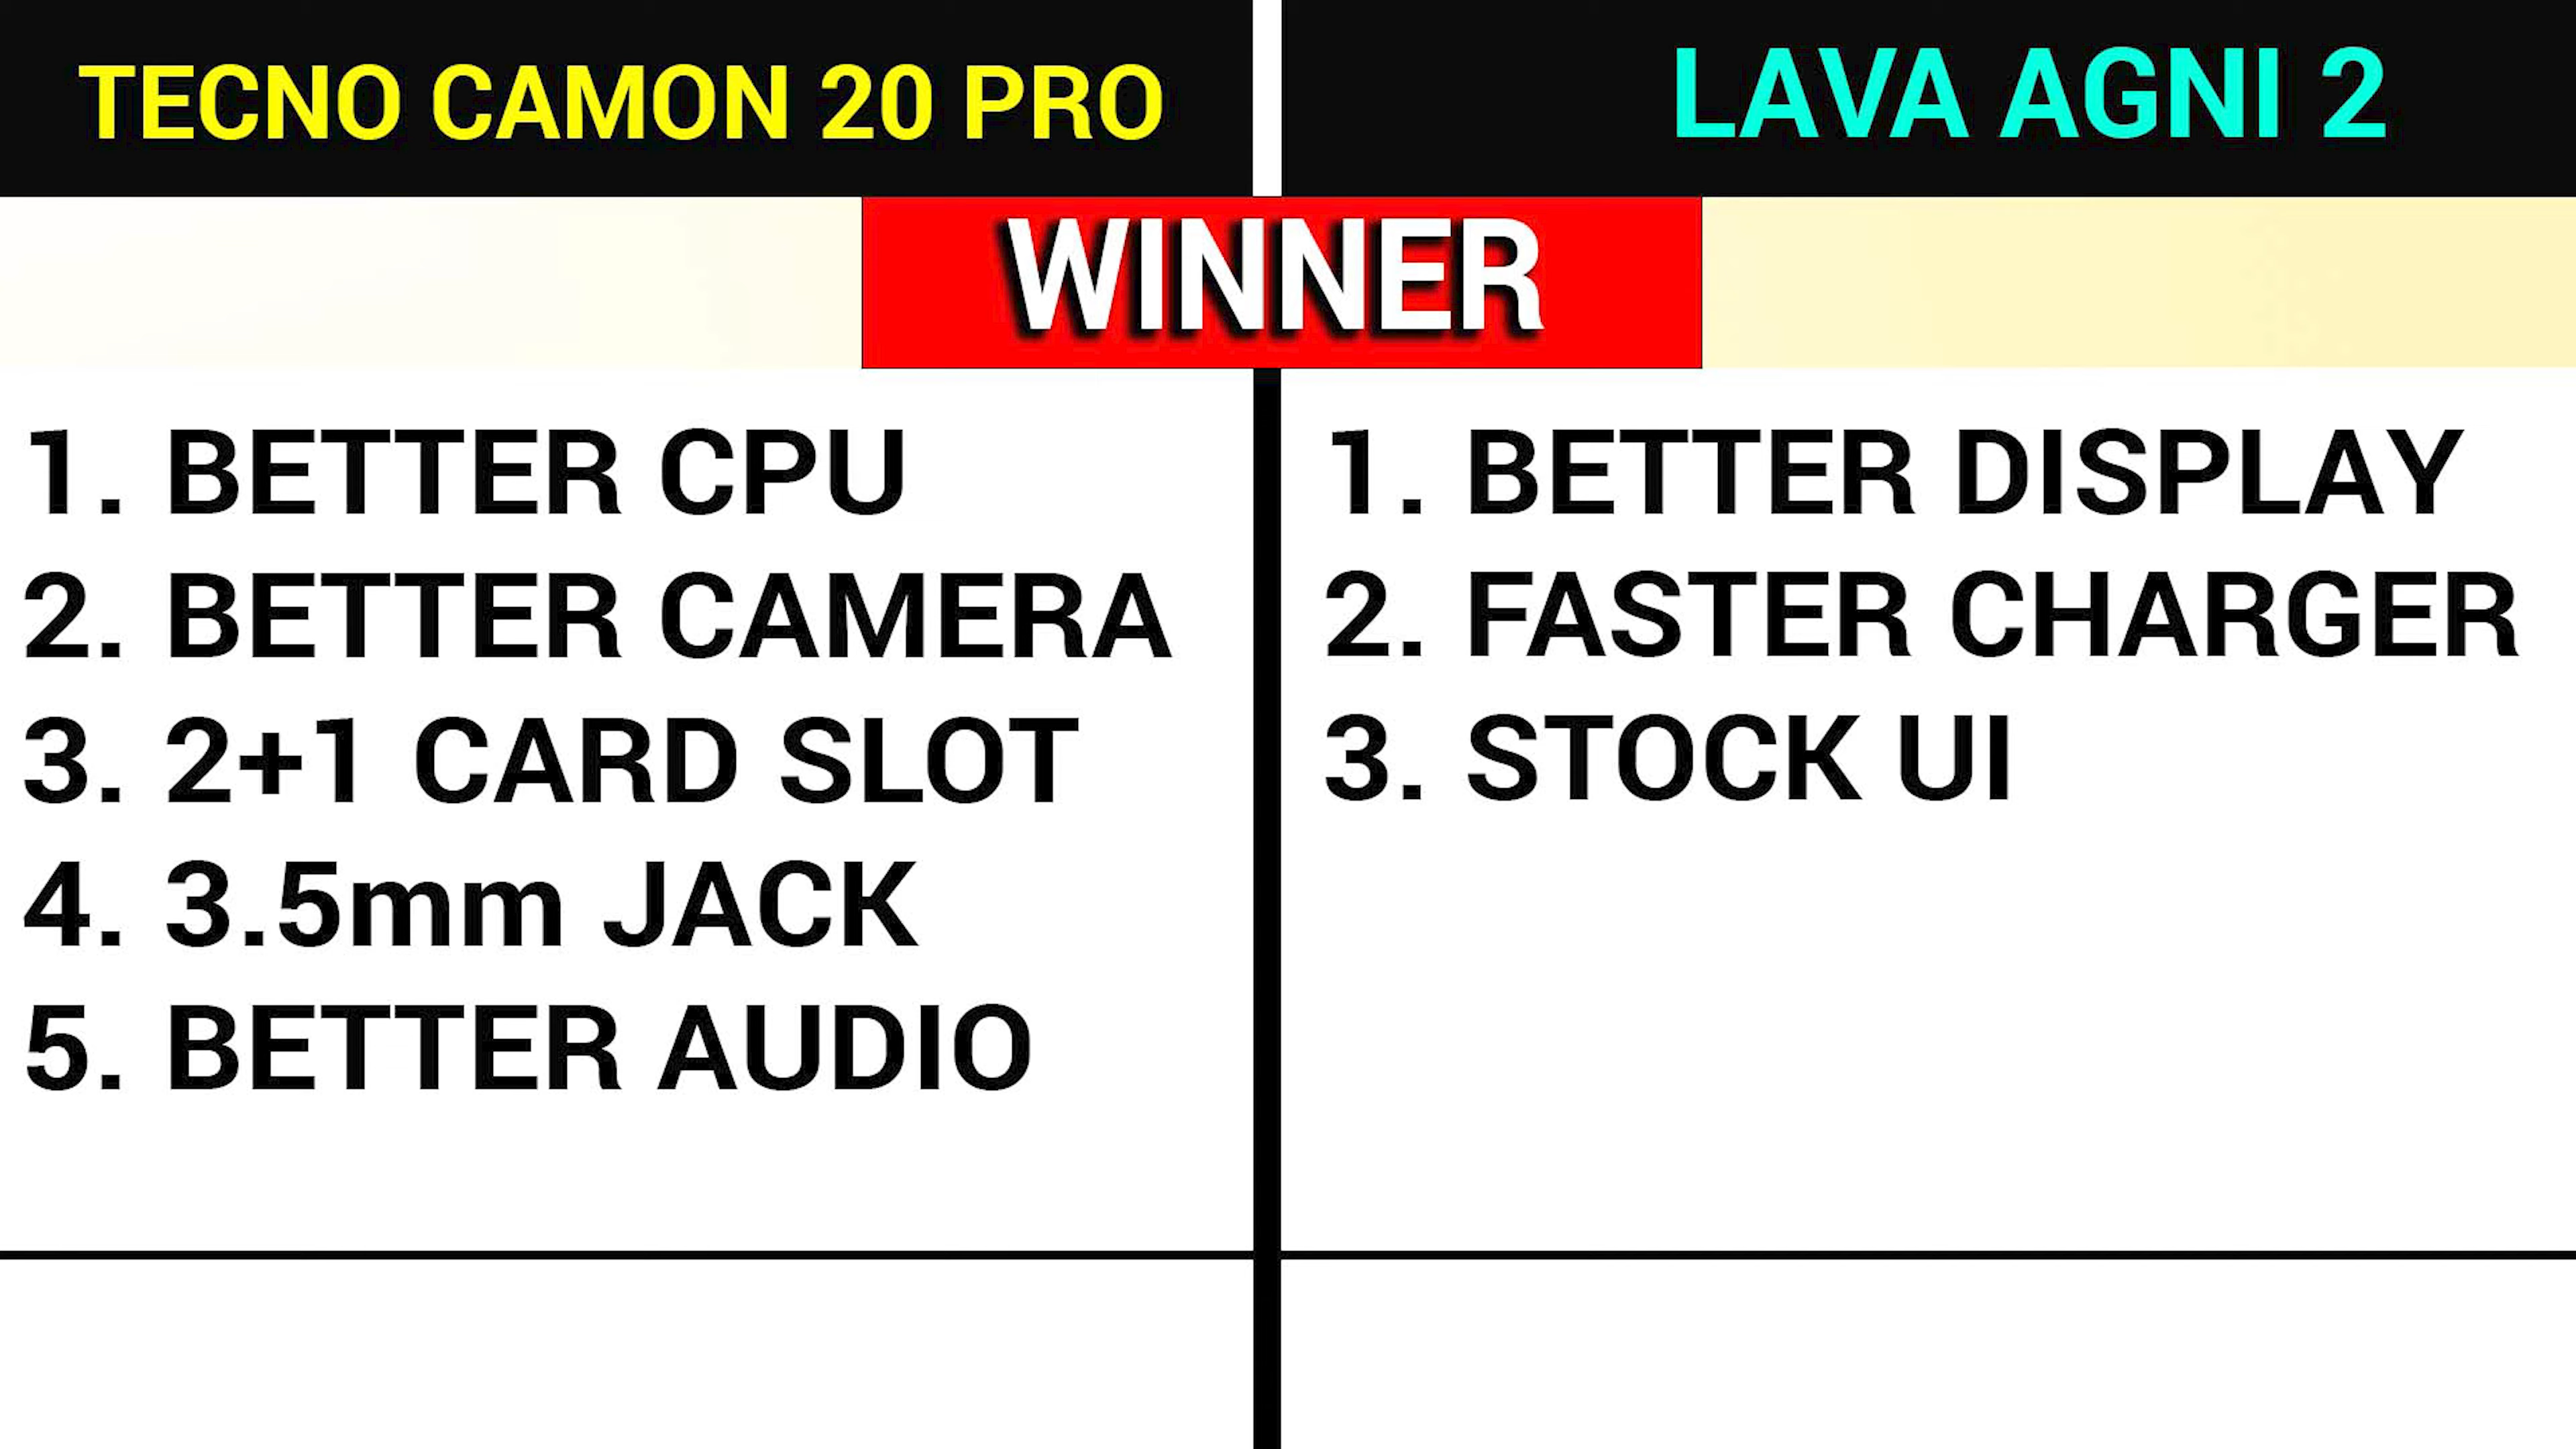 TECNO CAMON 20 PRO
LAVA AGNI 2
WINNER
1. BETTER CPU
2. BETTER CAMERA
3. 2+1 CARD SLOT
4. 3.5mm JACK
5. BETTER AUDIO
1. BETTER DISPLAY
2. FASTER CHARGER
3. STOCK UI